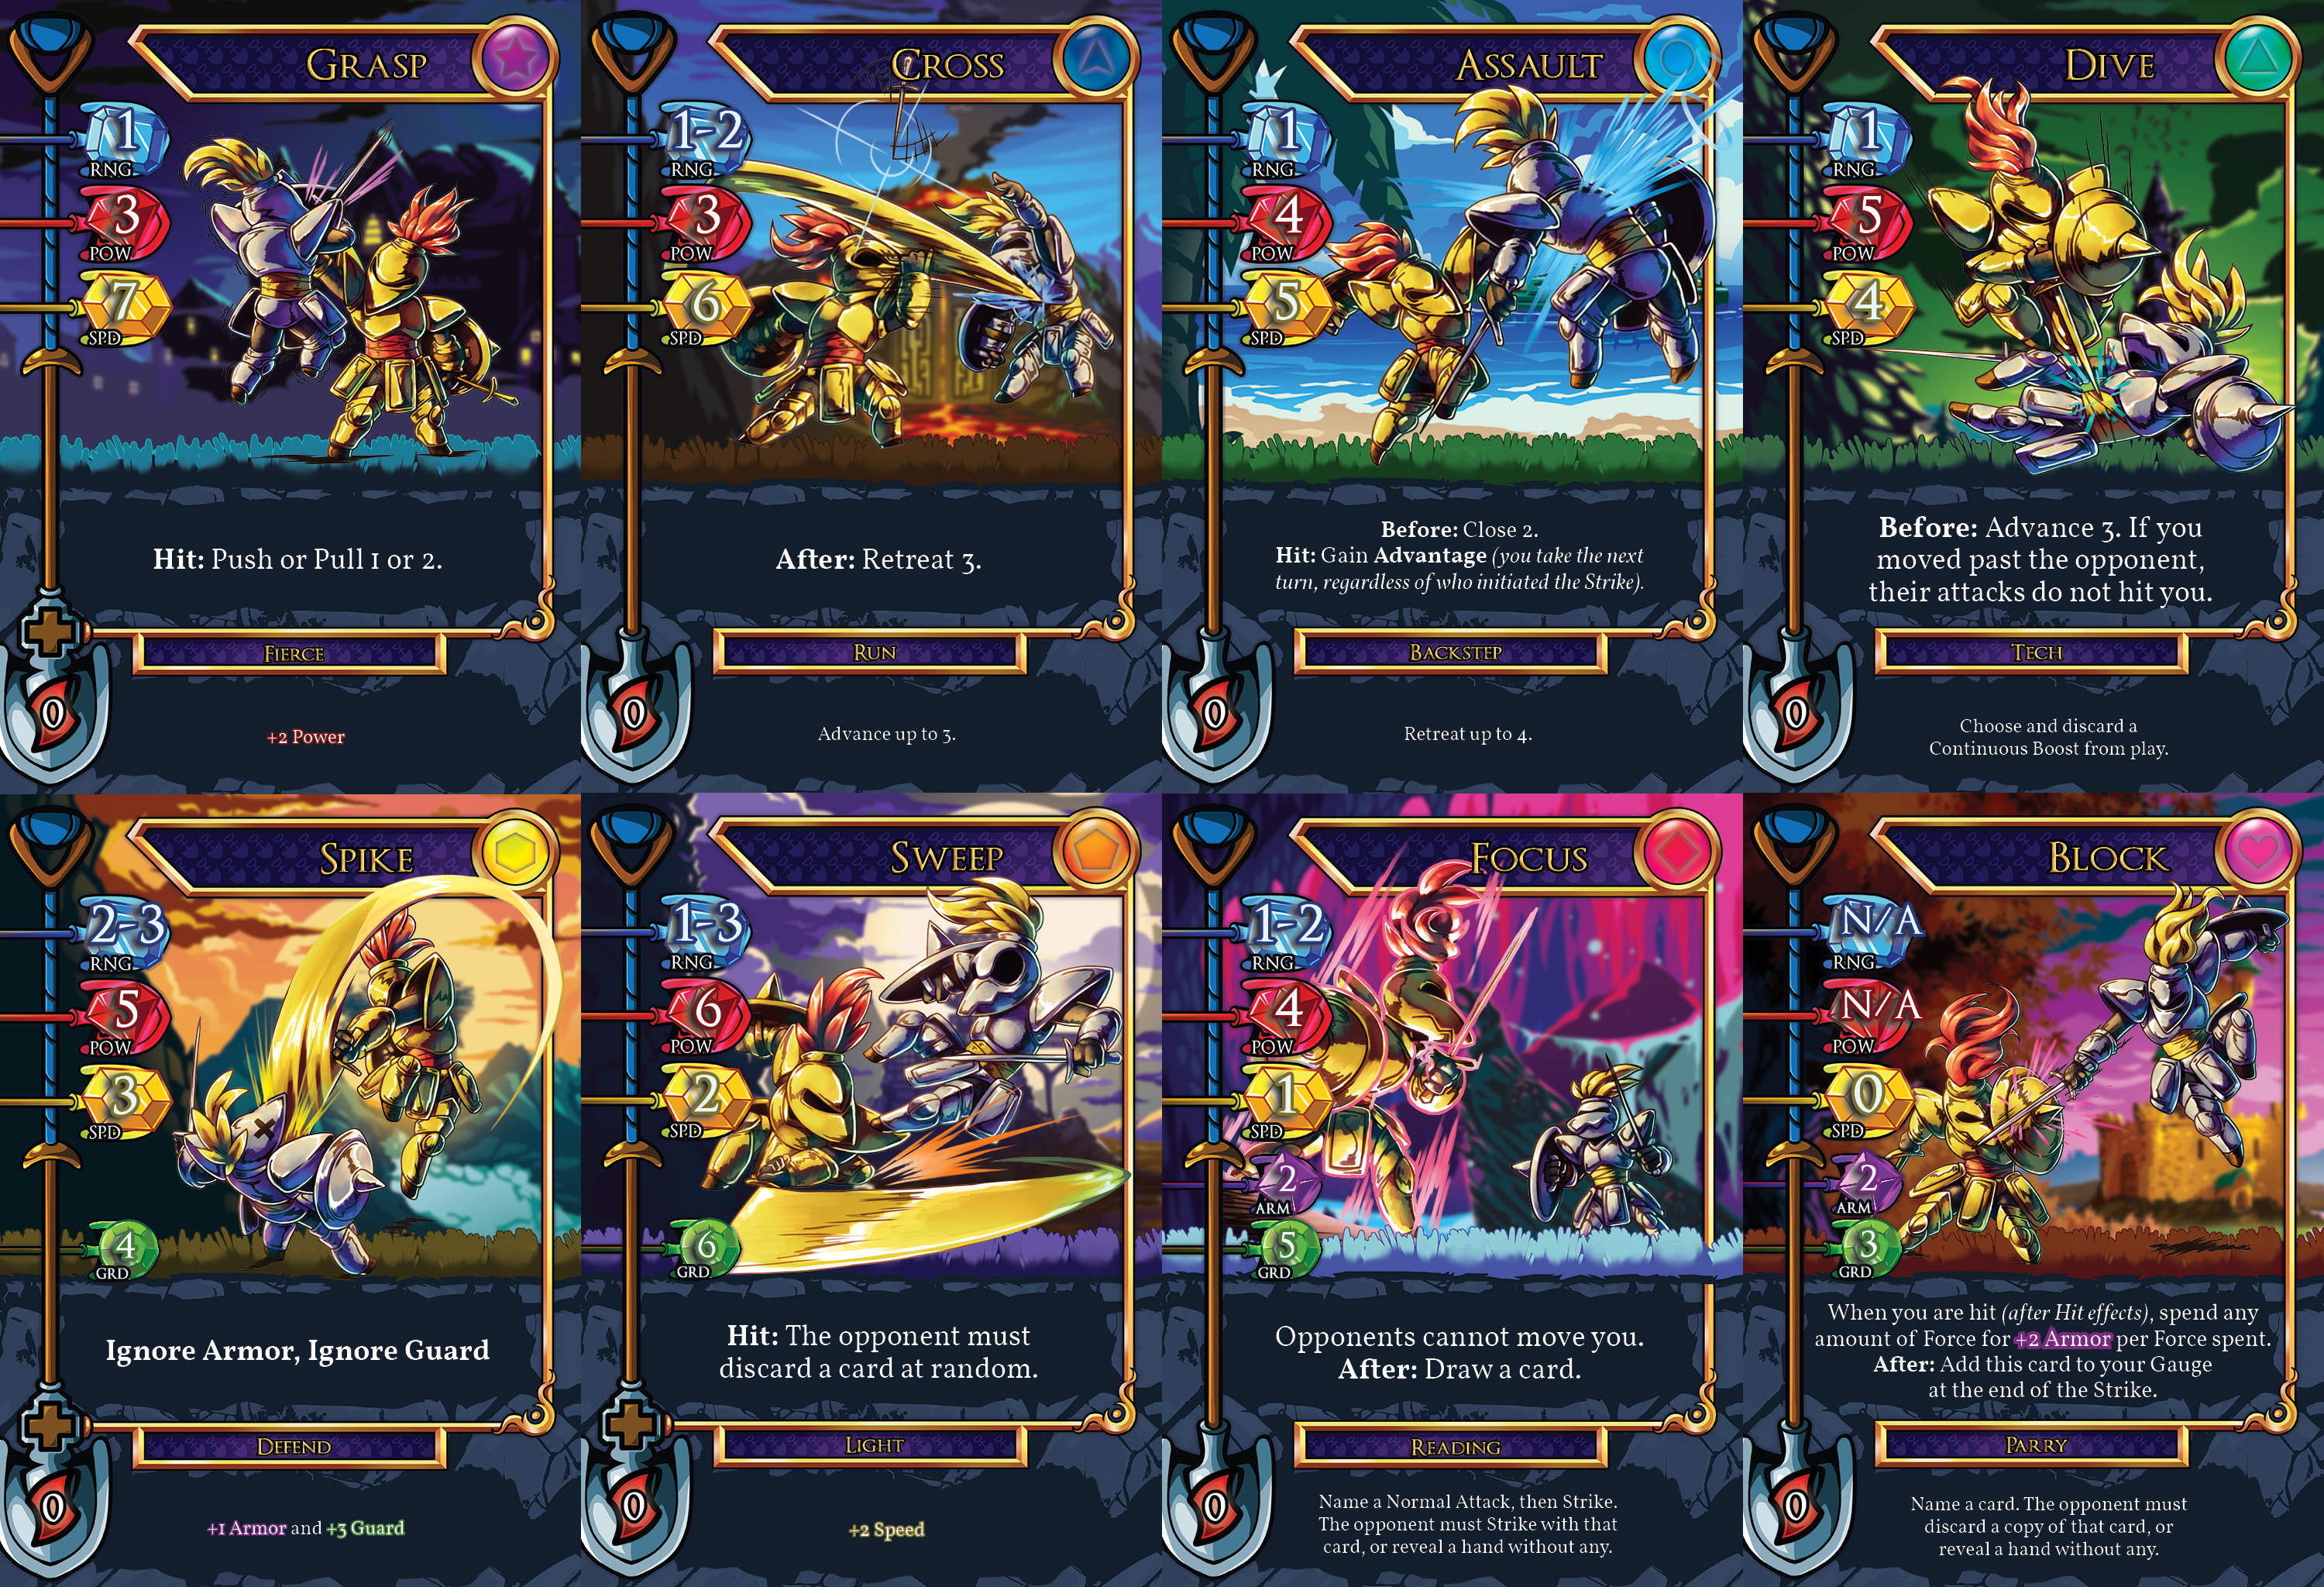 GRASP
1
RNG
3
POW
7
SPD
Hit: Push or Pull 1 or 2.
FIERCE
0
+2 Power
CROSS
1-2
RNG
3
POW
6
SPD
After: Retreat 3.
RUN
0
Advance up to 3.
ASSAULT
1
RNG
4
POW
5
SPD
Before: Close 2.
Hit: Gain Advantage (you take the next
turn, regardless of who initiated the Strike).
BACKSTEP
0
Retreat up to 4.
DIVE
1
RNG
5
POW
4
SPD
Before: Advance 3. If you
moved past the opponent,
their attacks do not hit you.
TECH
0
Choose and discard a
Continuous Boost from play.
SPIKE
2-3
RNG
5
POW
3
SPD
4
GRD
Ignore Armor, Ignore Guard
DEFEND
0
+1 Armor and +3 Guard
SWEEP
1-3
RNG
6
POW
2
SPD
6
GRD
Hit: The opponent must
discard a card at random.
LIGHT
0
+2 Speed
FOCUS
1-2
RNG
4
POW
1
SPD
2
ARM
5
GRD
Opponents cannot move you.
After: Draw a card.
READING
0
Name a Normal Attack, then Strike.
The opponent must Strike with that
card, or reveal a hand without any.
BLOCK
N/A
RNG
N/A
POW
0
SPD
2
ARM
3
GRD
When you are hit (after Hit effects), spend any
amount of Force for +2 Armor per Force spent.
After: Add this card to your Gauge
at the end of the Strike.
PARRY
0
Name a card. The opponent must
discard a copy of that card, or
reveal a hand without any.